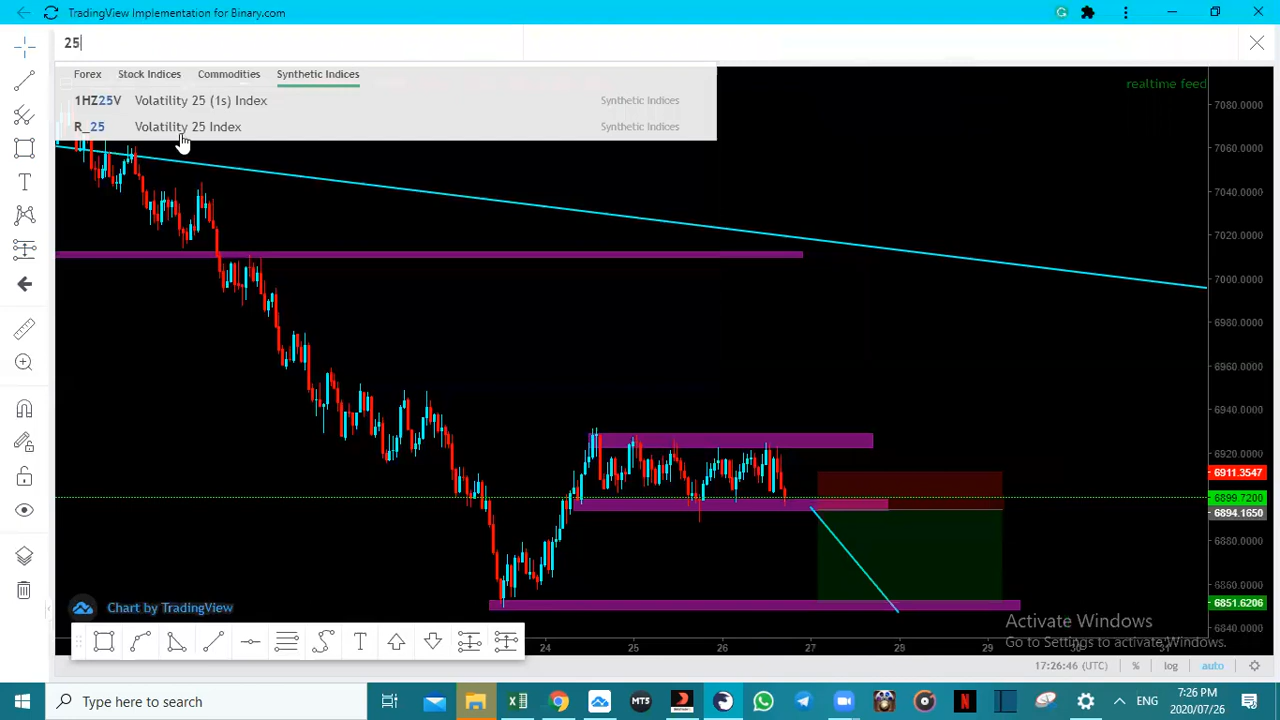 TradingView Implementation for Binary.com
25
Forex Stock Indices Commodities Synthetic Indices
1HZ25V Volatility 25 (1s) Index Synthetic Indices
R_25 Volatility 25 Index Synthetic Indices
realtime feed
7080.0000
7060.0000
7040.0000
7020.0000
7000.0000
6980.0000
6960.0000
6940.0000
6920.0000
6911.3547
6899.7200
6894.1650
6880.0000
6860.0000
6851.6206
6840.0000
Chart by TradingView
Activate Windows
Go to Settings to activate Windows.
24 25 26 27 28 29
17:26:46 (UTC) % log auto
Type here to search
MT5
ENG
7:26 PM
2020/07/26